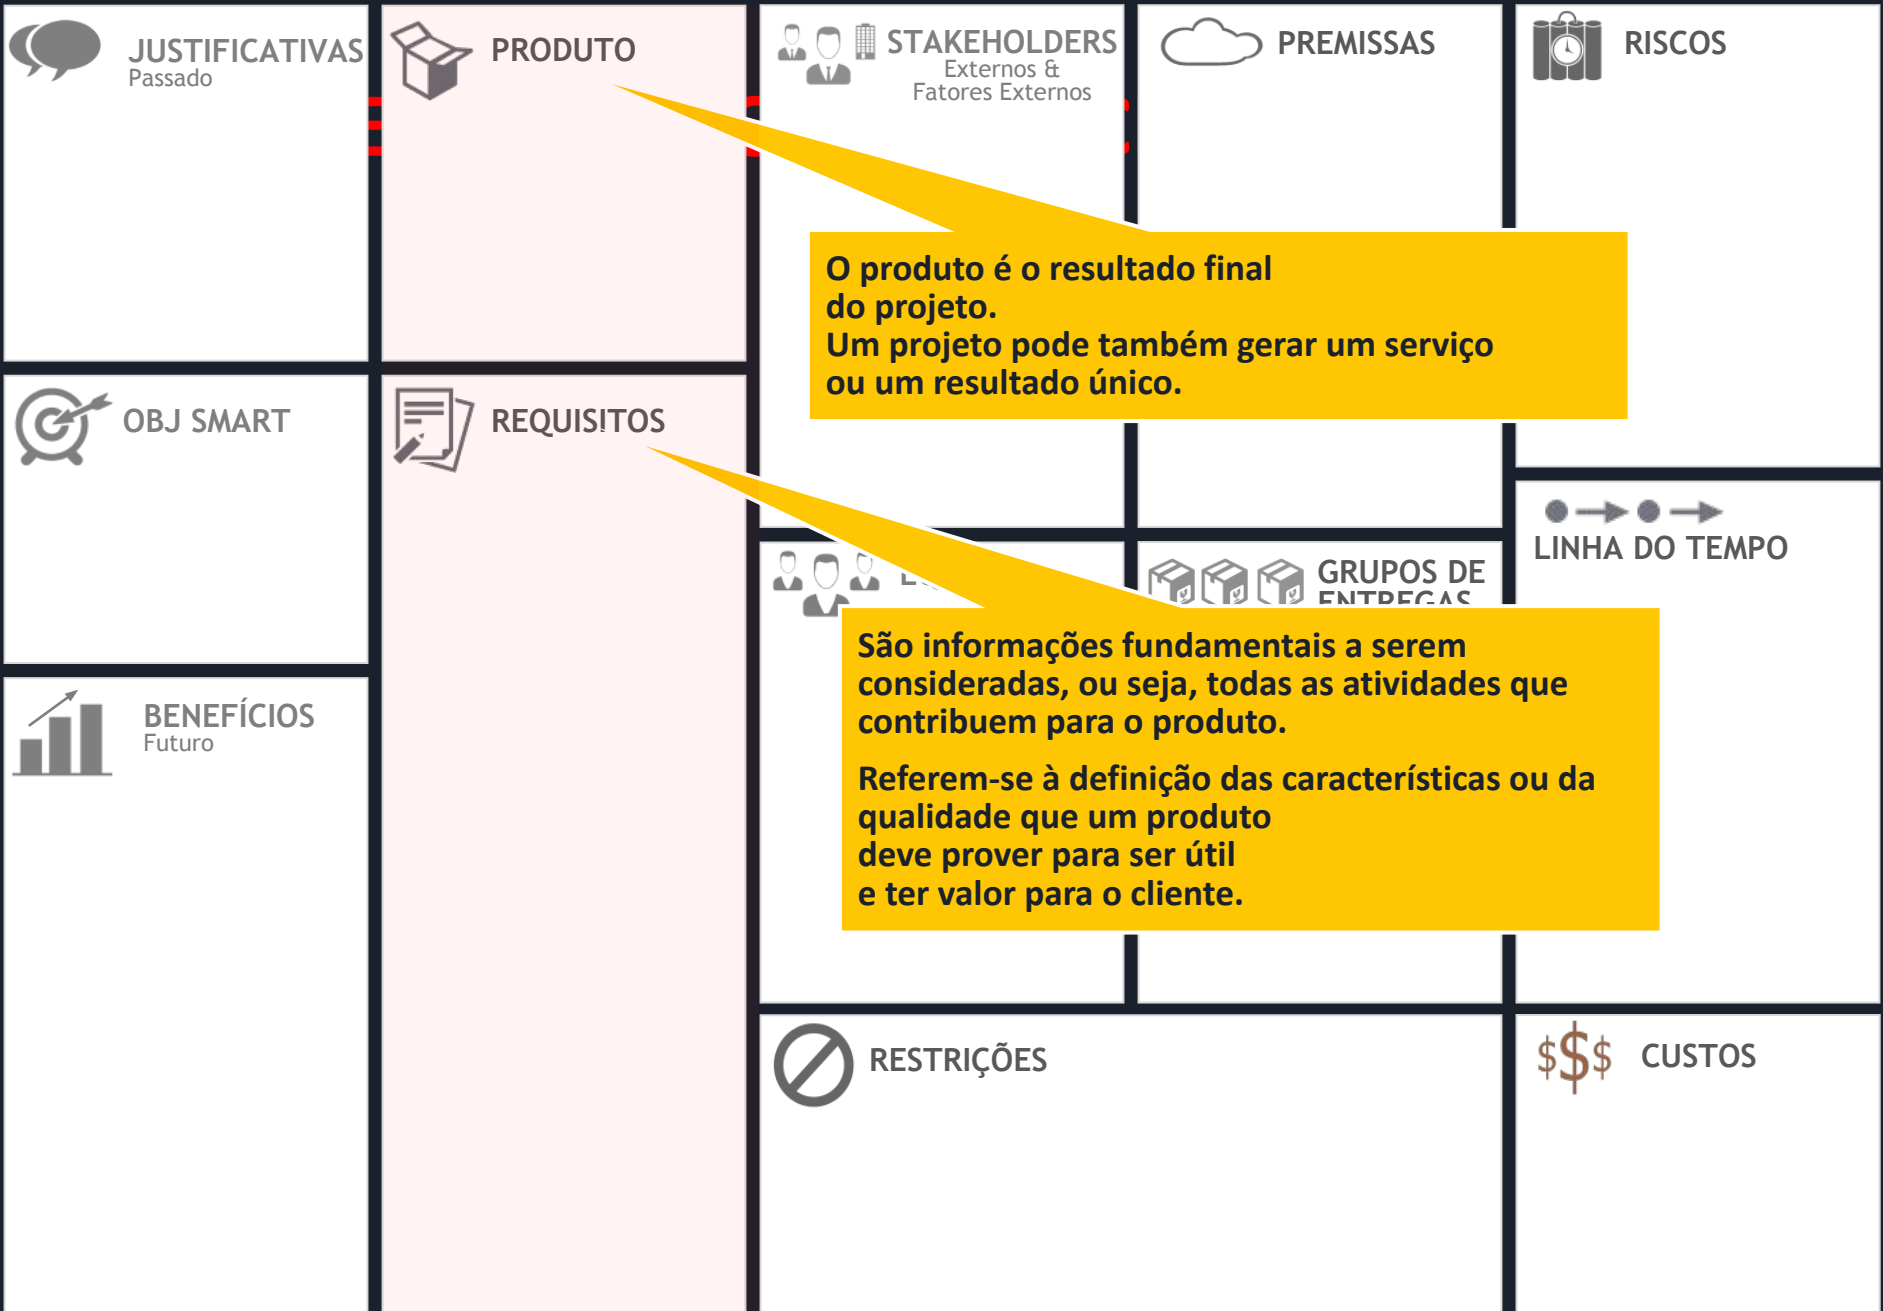 JUSTIFICATIVAS
Passado
PRODUTO
STAKEHOLDERS
Externos &
Fatores Externos
PREMISSAS
RISCOS
O produto é o resultado final
do projeto.
Um projeto pode também gerar um serviço
ou um resultado único.
OBJ SMART
REQUISITOS
LINHA DO TEMPO
GRUPOS DE
ENTREGAS
São informações fundamentais a serem
consideradas, ou seja, todas as atividades que
contribuem para o produto.
Referem-se à definição das características ou da
qualidade que um produto
deve prover para ser útil
e ter valor para o cliente.
BENEFÍCIOS
Futuro
RESTRIÇÕES
$$$ CUSTOS